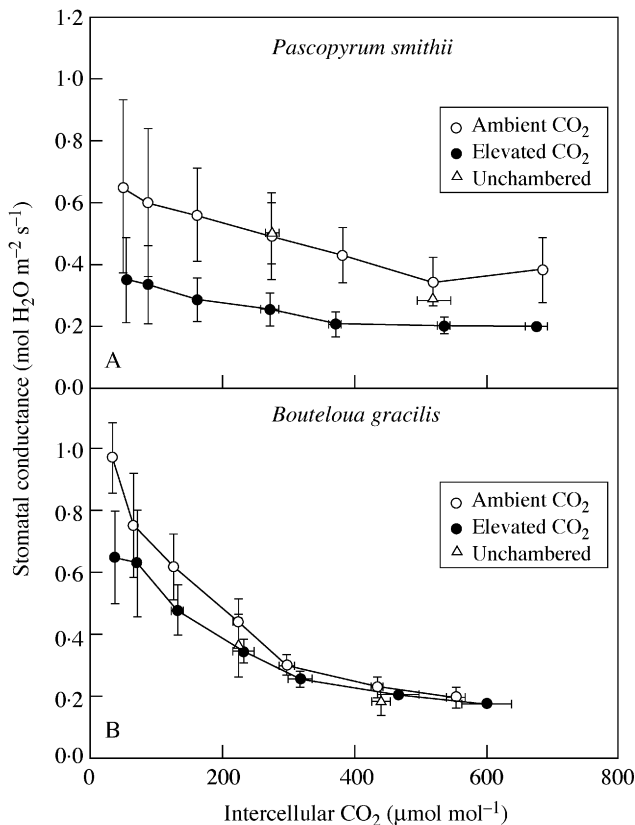 1·2
Pascopyrum smithii
1·0
Ambient CO₂
Elevated CO₂
Unchambered
0·8
0·6
0·4
0·2
A
0·0
Stomatal conductance (mol H₂O m⁻² s⁻¹)
Bouteloua gracilis
1·0
Ambient CO₂
Elevated CO₂
Unchambered
0·8
0·6
0·4
0·2
B
0·0
0 200 400 600 800
Intercellular CO₂ (μmol mol⁻¹)